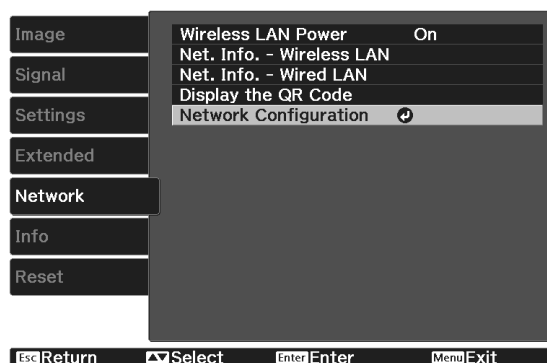 Image
Signal
Settings
Extended
Network
Info
Reset
Wireless LAN Power On
Net. Info. - Wireless LAN
Net. Info. - Wired LAN
Display the QR Code
Network Configuration
Esc Return Select Enter Enter Menu Exit